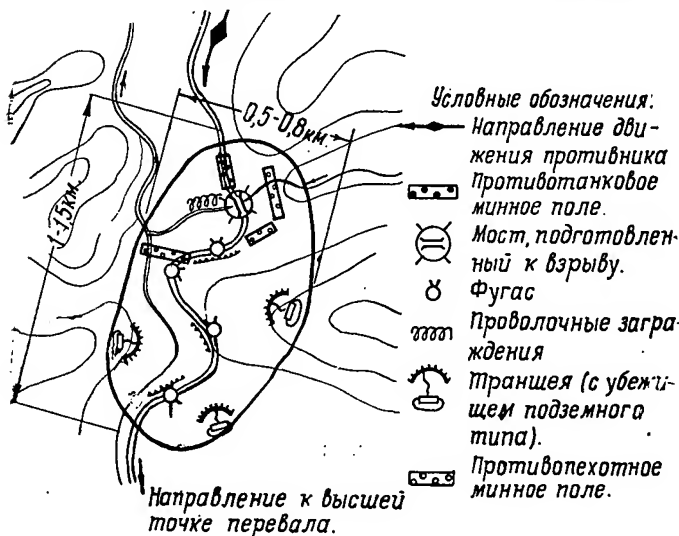 0,5-0,8км.
1-1,5км.
Условные обозначения:
Направление дви-
жения противника
Противотанковое
минное поле.
Мост, подготовлен-
ный к взрыву.
Фугас
Проволочные загра-
ждения
Траншея (с убежи-
щем подземного
типа).
Противопехотное
минное поле.
Направление к высшей
точке перевала.